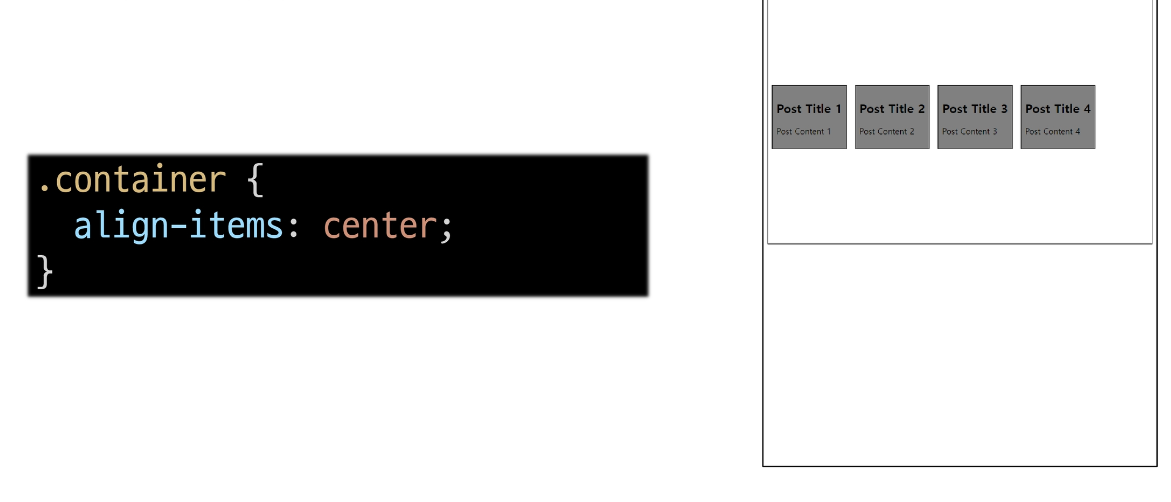 .container {
  align-items: center;
}
Post Title 1
Post Content 1
Post Title 2
Post Content 2
Post Title 3
Post Content 3
Post Title 4
Post Content 4